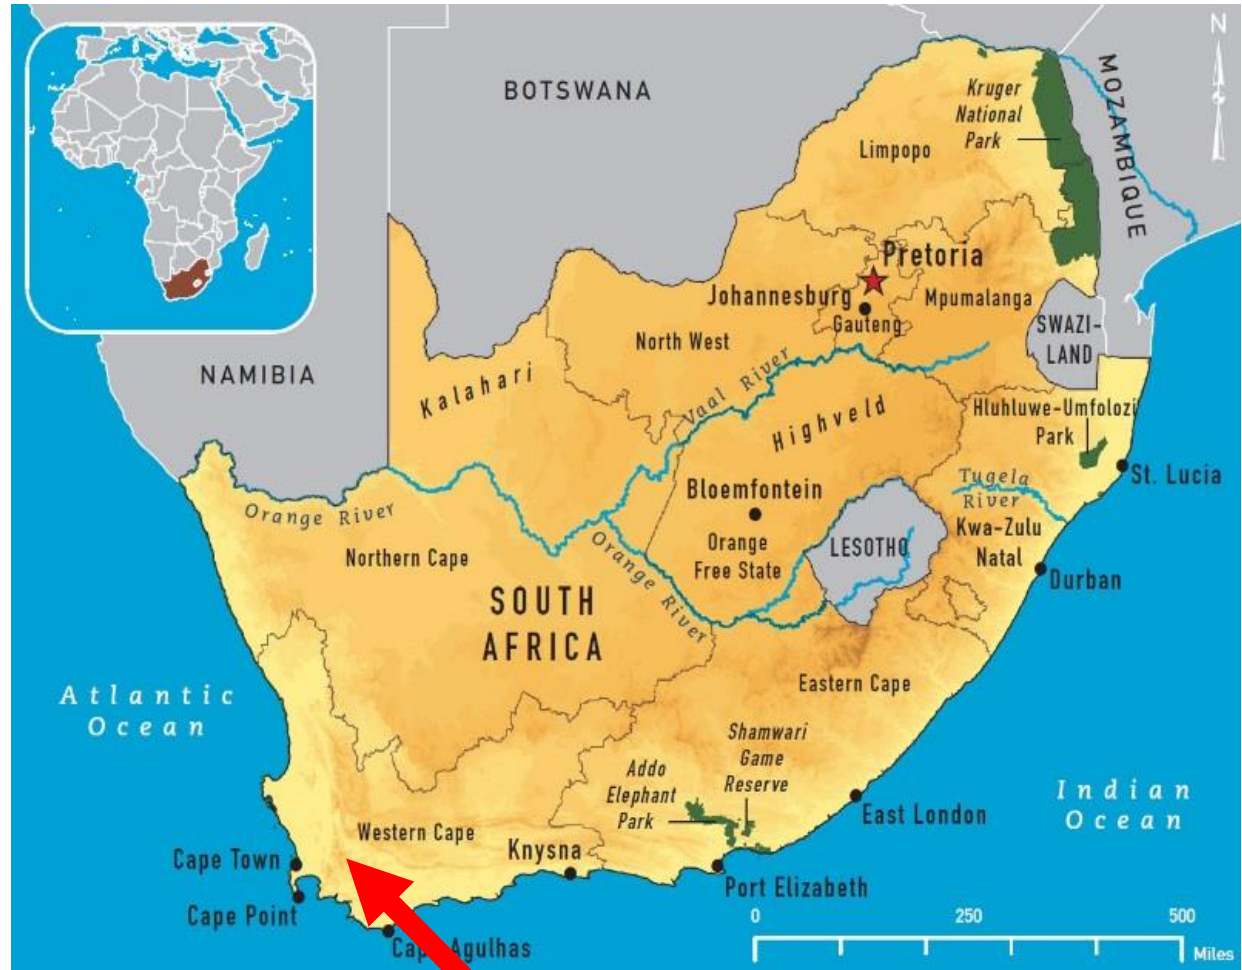 N
BOTSWANA
MOZAMBIQUE
Kruger
National
Park
Limpopo
Pretoria
Johannesburg
Gauteng
Mpumalanga
North West
SWAZI-
LAND
NAMIBIA
Kalahari
Vaal River
Highveld
Hluhluwe-Umfolozi
Park
St. Lucia
Tugela
River
Bloemfontein
Orange River
Orange
Free State
LESOTHO
Kwa-Zulu
Natal
Northern Cape
Orange River
Durban
SOUTH
AFRICA
Atlantic
Ocean
Eastern Cape
Shamwari
Game
Reserve
Addo
Elephant
Park
Indian
Ocean
East London
Western Cape
Knysna
Cape Town
Port Elizabeth
Cape Point
Cap Agulhas
0 250 500
Miles